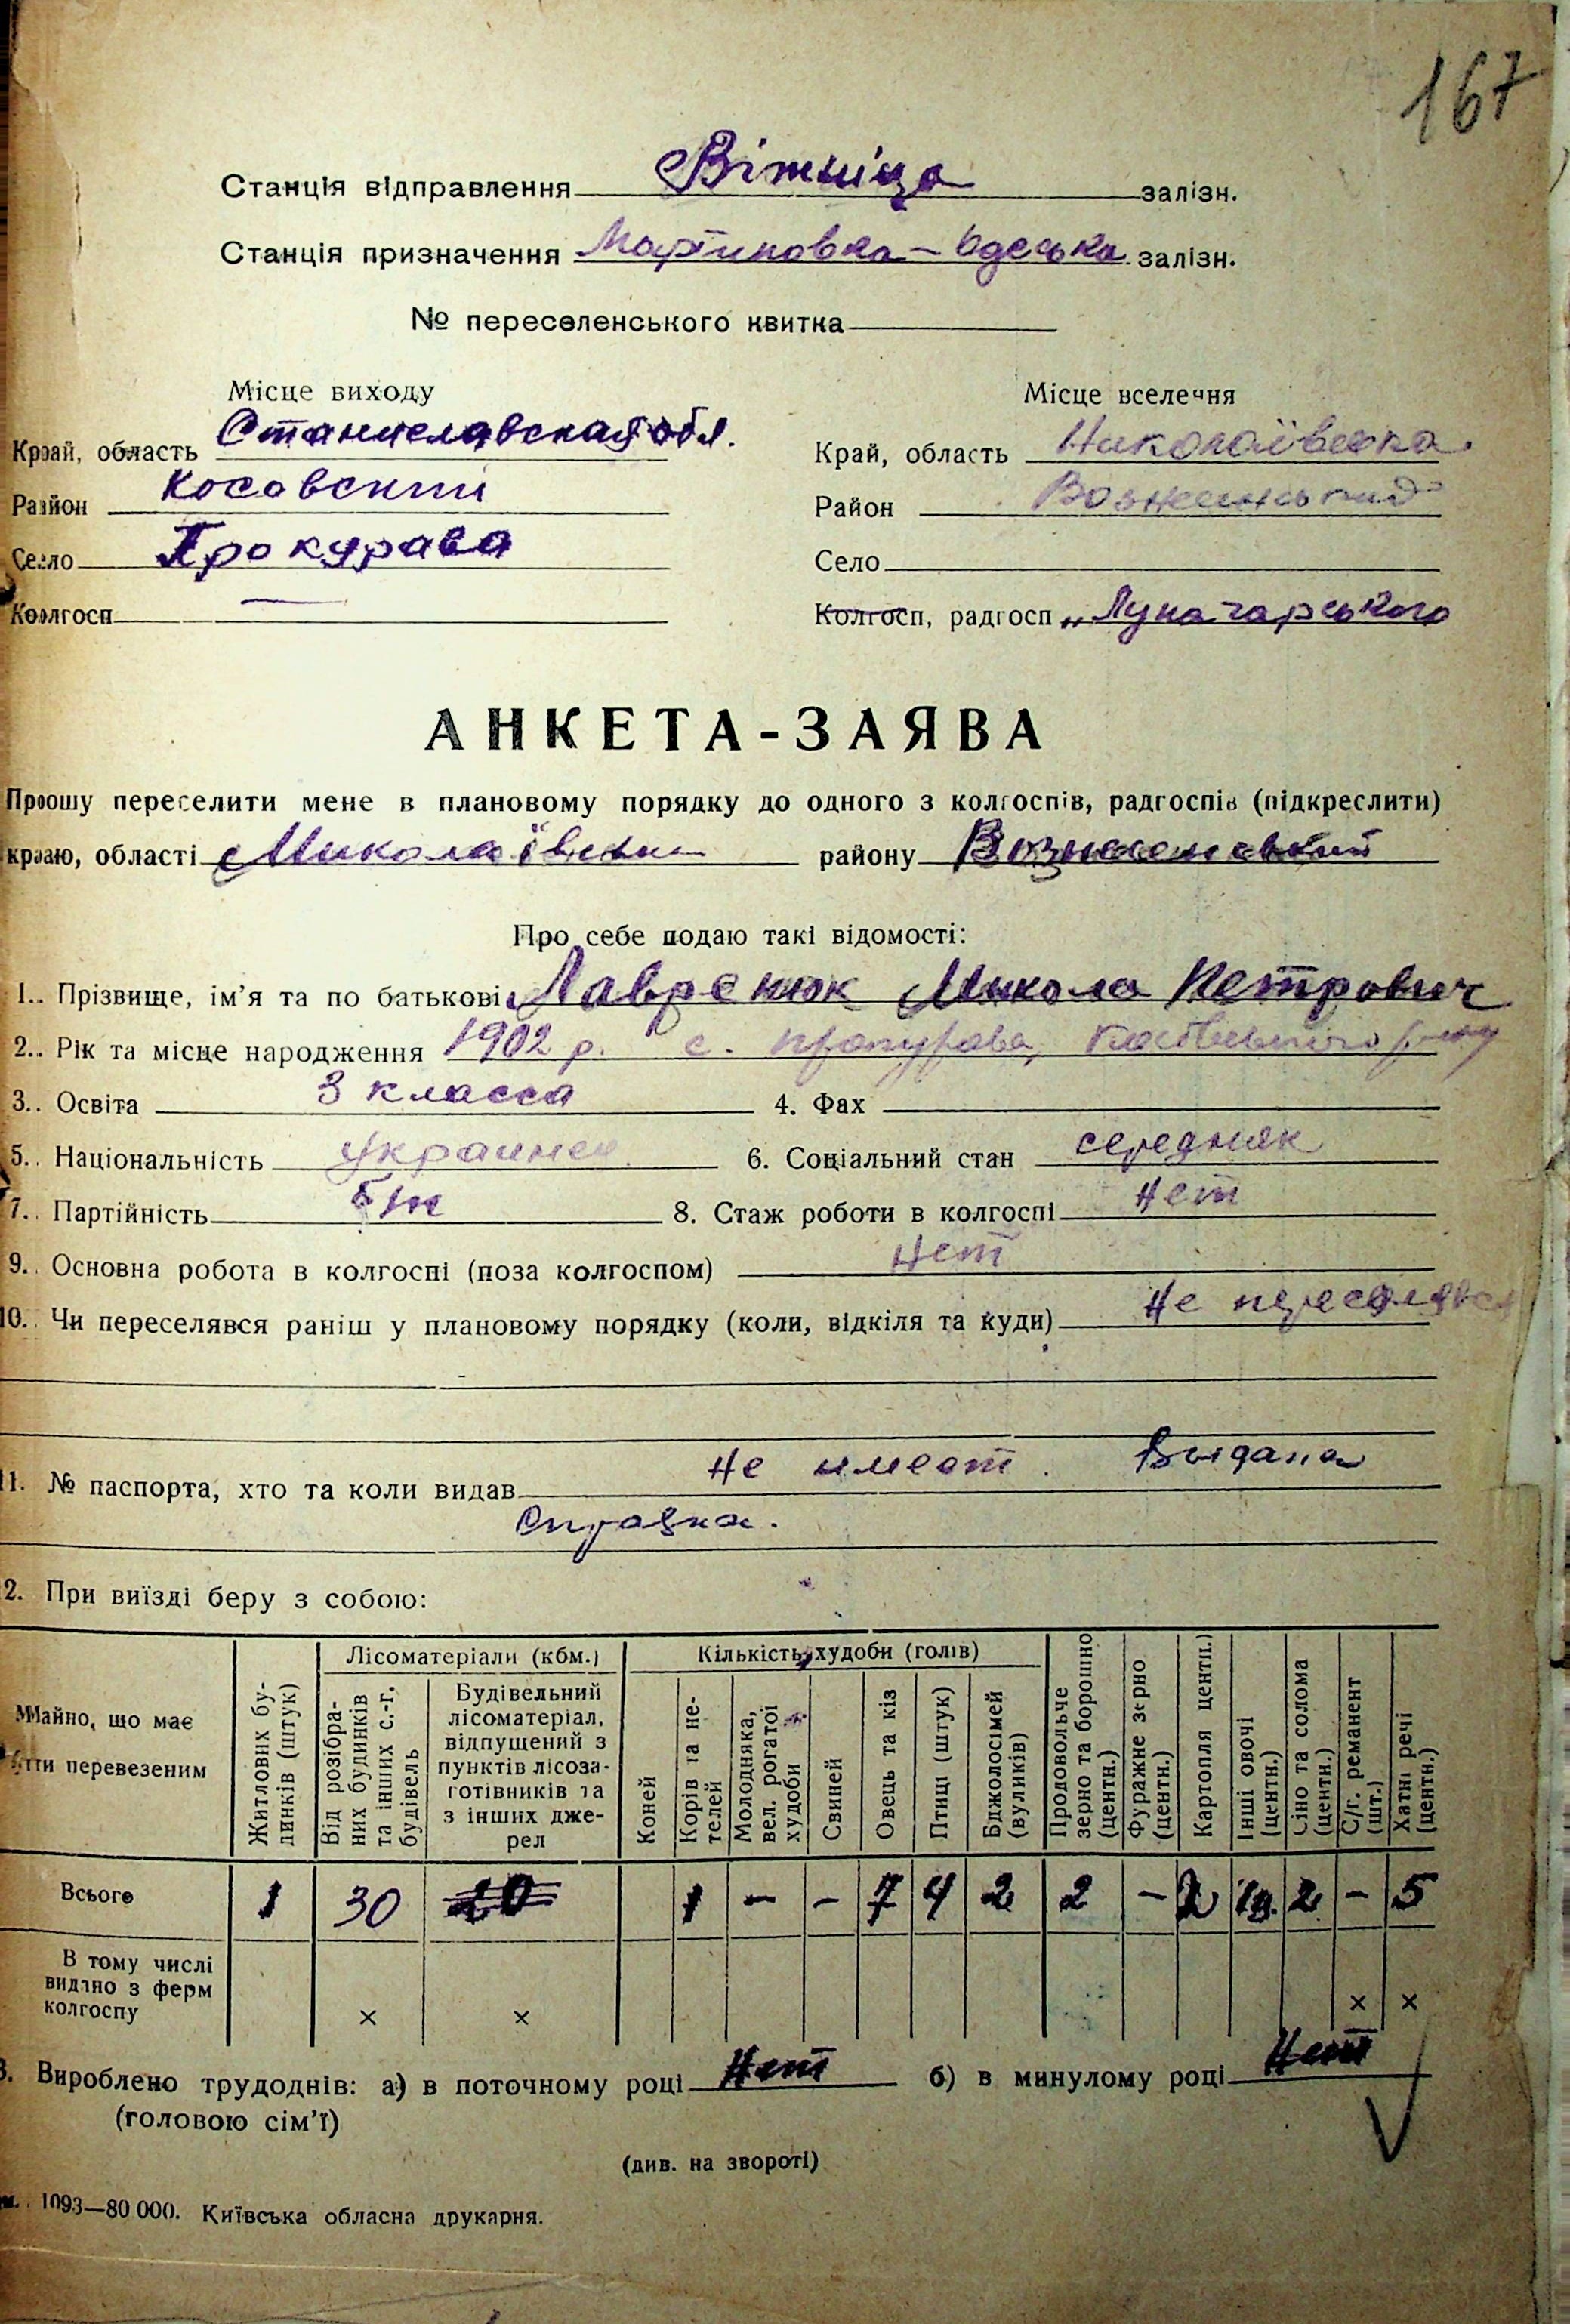 167
Станція відправлення Віжніца залізн.
Станція призначення Мартиновка – Одеська залізн.
№ переселенського квитка
Місце виходу Місце вселення
Край, область Станиславская обл. Край, область Николаївська
Район Косовский Район Вознесенський
Село Прокурава Село
Колгосп — Колгосп, радгосп „Луначарського
АНКЕТА-ЗАЯВА
Прошу переселити мене в плановому порядку до одного з колгоспів, радгоспів (підкреслити)
краю, області Миколаївськ району Вознесенський
Про себе подаю такі відомості:
1. Прізвище, ім’я та по батькові Лавренюк Микола Петрович
2. Рік та місце народження 1902 р. с. Прокурава,
3. Освіта 3 класса 4. Фах
5. Національність Украинец 6. Соціальний стан середняк
7. Партійність б/п 8. Стаж роботи в колгоспі нет
9. Основна робота в колгоспі (поза колгоспом) нет
10. Чи переселявся раніш у плановому порядку (коли, відкіля та куди) Не переселявся
11. № паспорта, хто та коли видав Не имеет. Выдана
справка.
2. При виїзді беру з собою:
Майно, що має бути перевезеним
Житлових будинків (штук)
Лісоматеріали (кбм.)
Від розібраних будинків та інших с.-г. будівель
Будівельний лісоматеріал, відпущений з пунктів лісозаготівників та з інших джерел
Кількість худоби (голів)
Коней
Корів та нетелей
Молодняка, вел. рогатої худоби
Свиней
Овець та кіз
Птиці (штук)
Бджолосімей (вуликів)
Продовольче зерно та борошно (центн.)
Фуражне зерно (центн.)
Картопля центн.)
Інші овочі (центн.)
Сіно та солома (центн.)
С/г. реманент (шт.)
Хатні речі (центн.)
Всього 1 30 1 – – 7 4 2 2 – 2 2 – 5
В тому числі видано з ферм колгоспу × × × ×
3. Вироблено трудоднів: а) в поточному році Нет б) в минулому році Нет
(головою сім’ї)
(див. на звороті)
1093—80 000. Київська обласна друкарня.